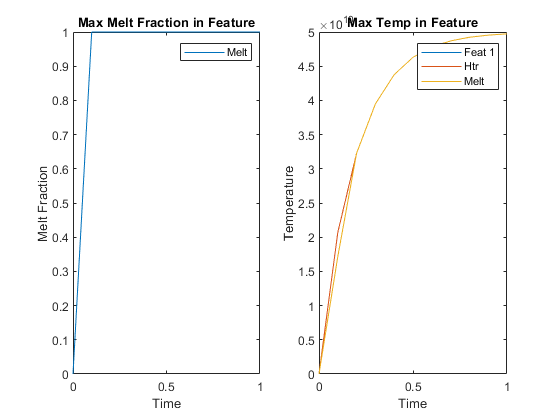 Max Melt Fraction in Feature
Melt
1
0.9
0.8
0.7
0.6
0.5
0.4
0.3
0.2
0.1
0
Melt Fraction
0
0.5
1
Time
Max Temp in Feature
Feat 1
Htr
Melt
5
4.5
4
3.5
3
2.5
2
1.5
1
0.5
0
Temperature
0
0.5
1
Time